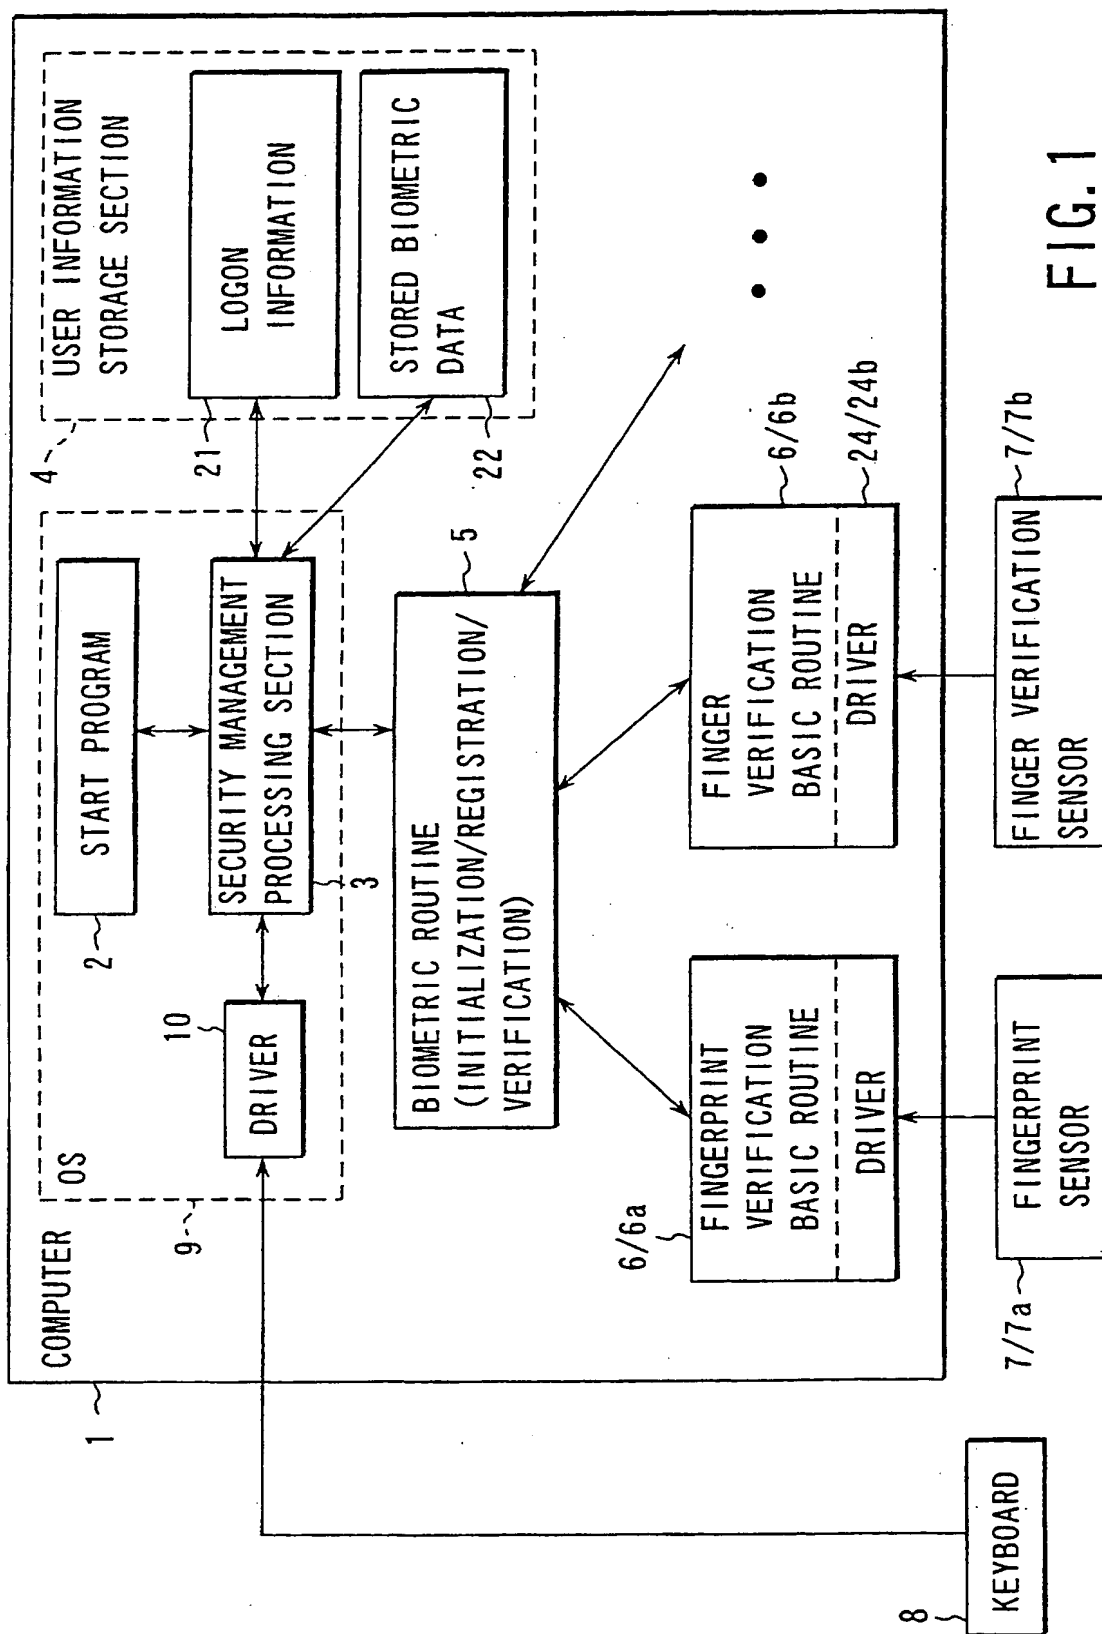 COMPUTER
1
OS
9
DRIVER
10
START PROGRAM
2
SECURITY MANAGEMENT
PROCESSING SECTION
3
USER INFORMATION
STORAGE SECTION
4
LOGON
INFORMATION
21
STORED BIOMETRIC
DATA
22
BIOMETRIC ROUTINE
(INITIALIZATION/REGISTRATION/
VERIFICATION)
5
FINGERPRINT
VERIFICATION
BASIC ROUTINE
DRIVER
6/6a
FINGER
VERIFICATION
BASIC ROUTINE
DRIVER
6/6b
24/24b
KEYBOARD
8
FINGERPRINT
SENSOR
7/7a
FINGER VERIFICATION
SENSOR
7/7b
FIG. 1